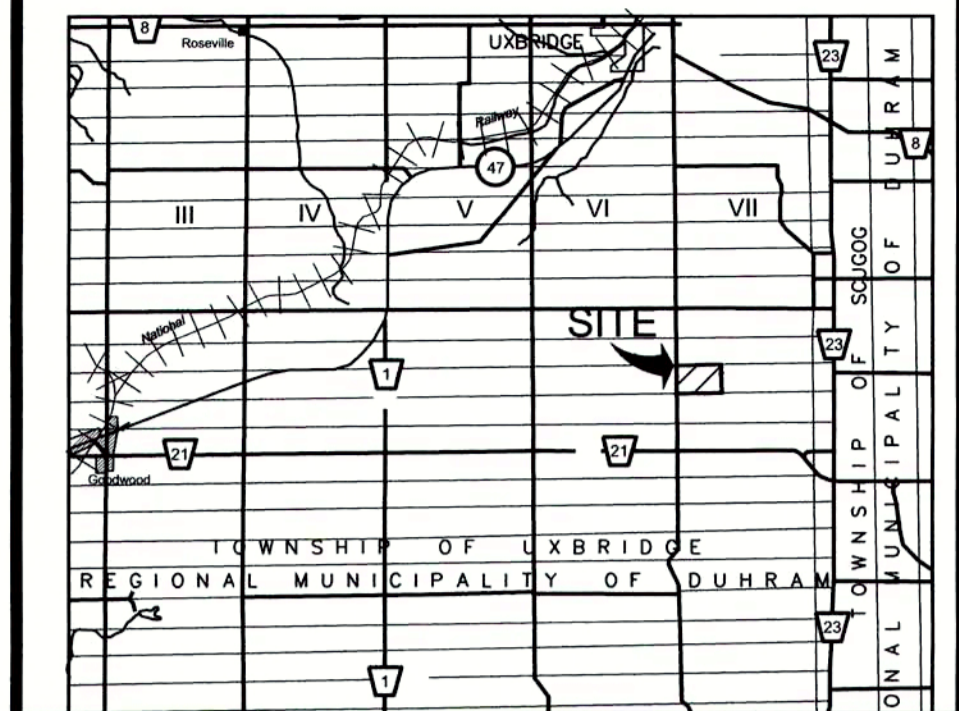 8
Roseville
UXBRIDGE
23
Railway
8
47
III
IV
V
VI
VII
National
SITE
23
1
21
21
Goodwood
TOWNSHIP OF UXBRIDGE
REGIONAL MUNICIPALITY OF DUHRAM
23
1
TOWNSHIP OF SCUGOG
ONAL MUNICIPALITY OF DUHRAM